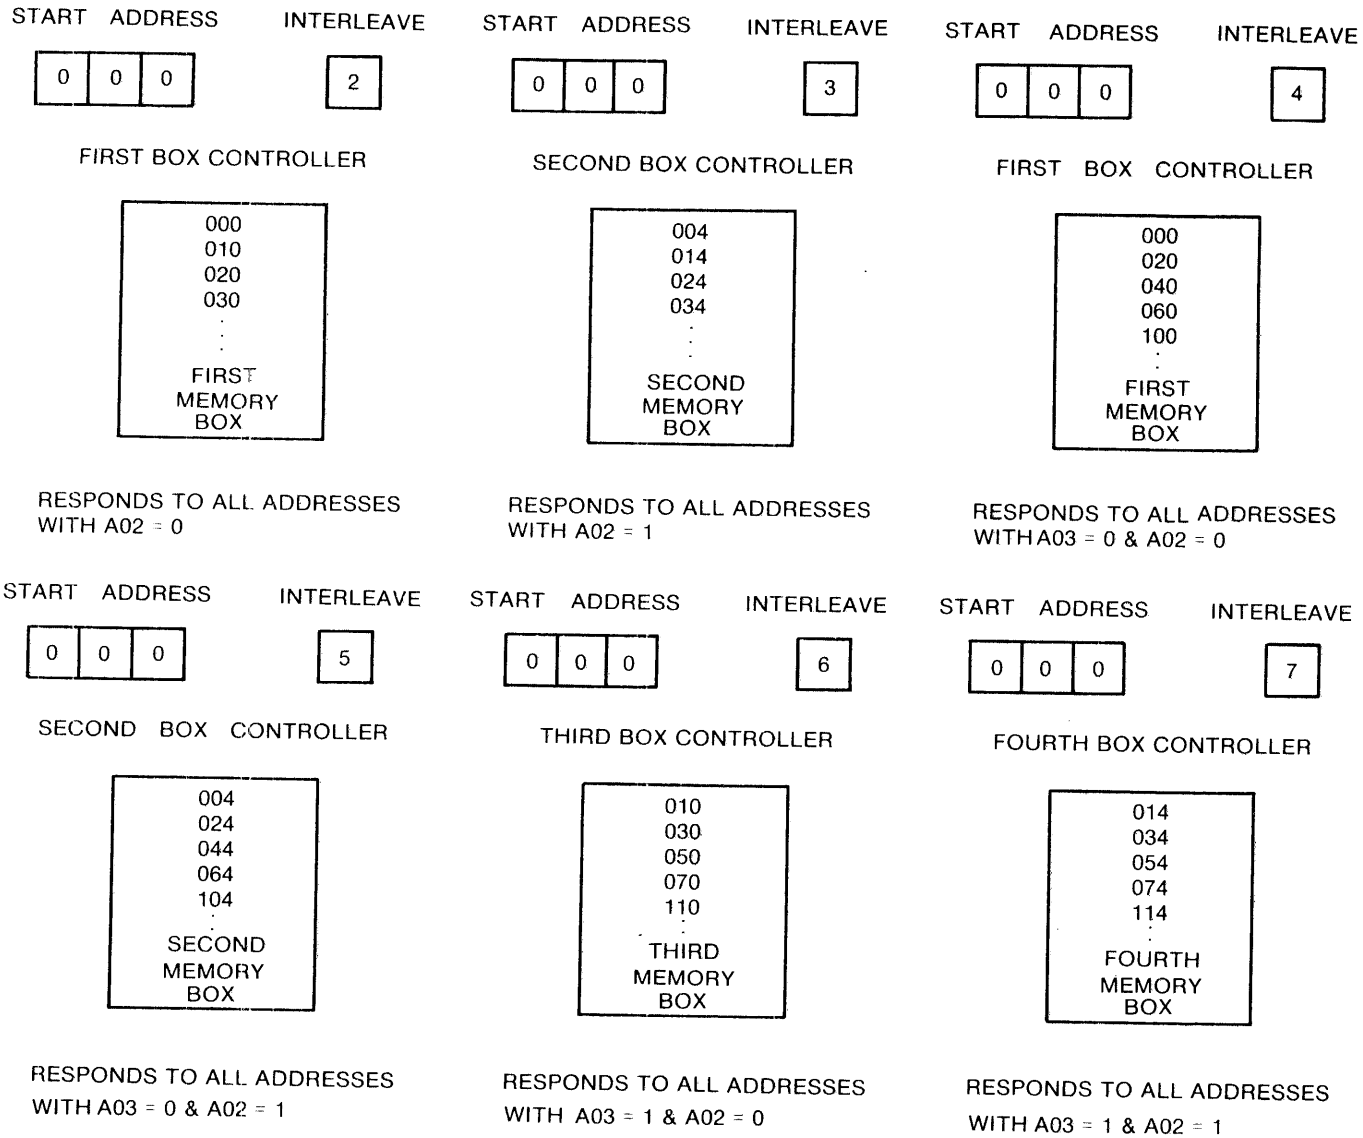 START ADDRESS INTERLEAVE
0 0 0 2
FIRST BOX CONTROLLER
000
010
020
030
.
.
.
FIRST
MEMORY
BOX
RESPONDS TO ALL ADDRESSES
WITH A02 = 0
START ADDRESS INTERLEAVE
0 0 0 3
SECOND BOX CONTROLLER
004
014
024
034
.
.
.
SECOND
MEMORY
BOX
RESPONDS TO ALL ADDRESSES
WITH A02 = 1
START ADDRESS INTERLEAVE
0 0 0 4
FIRST BOX CONTROLLER
000
020
040
060
100
.
FIRST
MEMORY
BOX
RESPONDS TO ALL ADDRESSES
WITH A03 = 0 & A02 = 0
START ADDRESS INTERLEAVE
0 0 0 5
SECOND BOX CONTROLLER
004
024
044
064
104
.
.
SECOND
MEMORY
BOX
RESPONDS TO ALL ADDRESSES
WITH A03 = 0 & A02 = 1
START ADDRESS INTERLEAVE
0 0 0 6
THIRD BOX CONTROLLER
010
030
050
070
110
.
.
THIRD
MEMORY
BOX
RESPONDS TO ALL ADDRESSES
WITH A03 = 1 & A02 = 0
START ADDRESS INTERLEAVE
0 0 0 7
FOURTH BOX CONTROLLER
014
034
054
074
114
.
.
FOURTH
MEMORY
BOX
RESPONDS TO ALL ADDRESSES
WITH A03 = 1 & A02 = 1